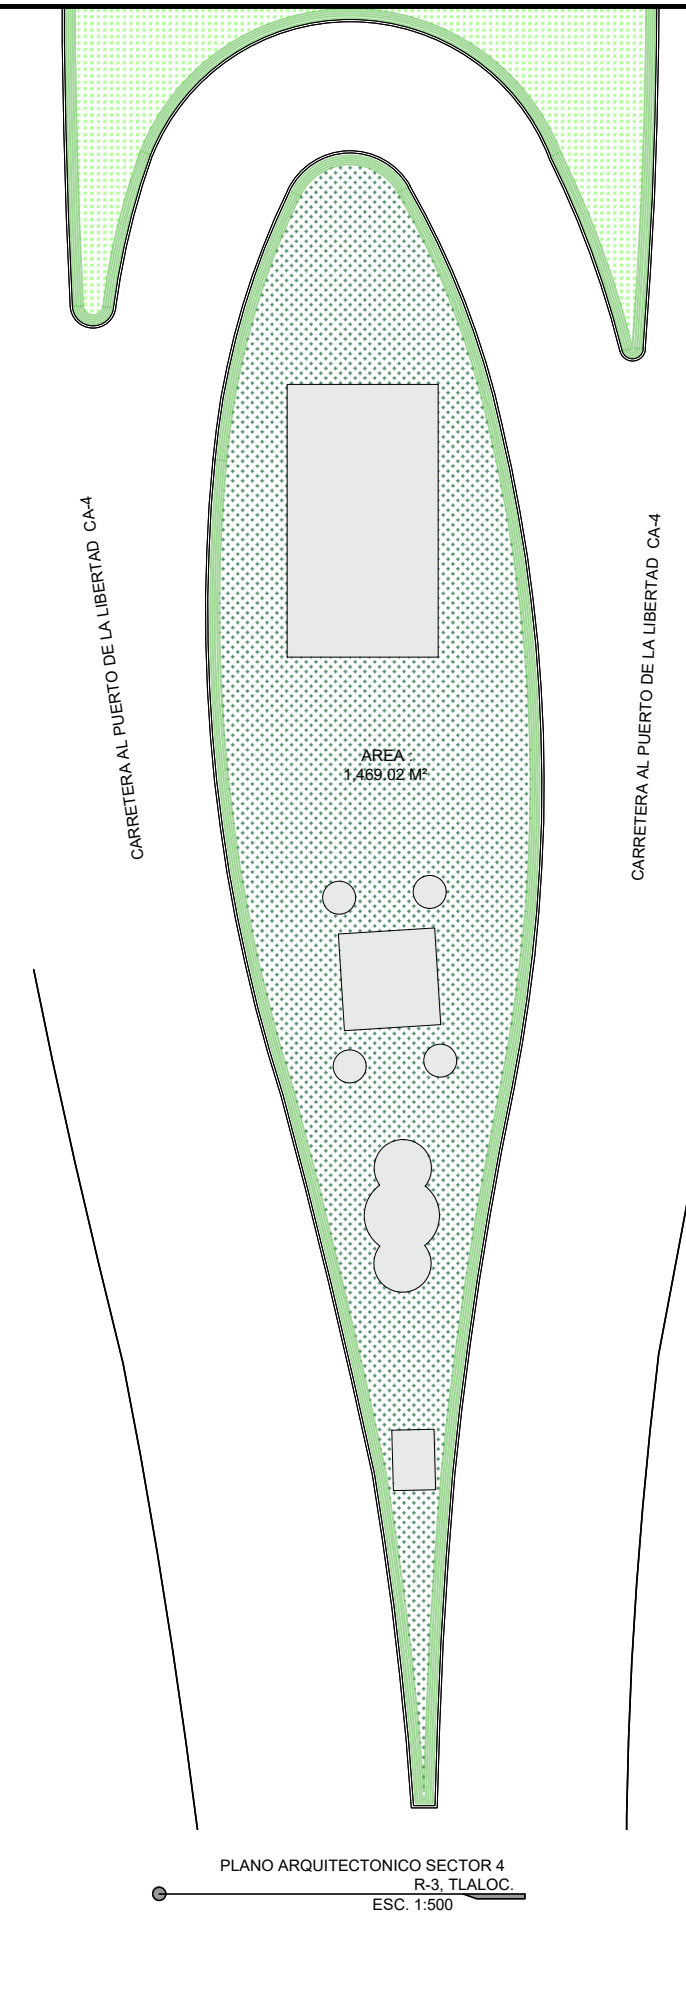 CARRETERA AL PUERTO DE LA LIBERTAD  CA-4
CARRETERA AL PUERTO DE LA LIBERTAD  CA-4
AREA :
1,469.02 M²
PLANO ARQUITECTONICO SECTOR 4
R-3, TLALOC.
ESC. 1:500